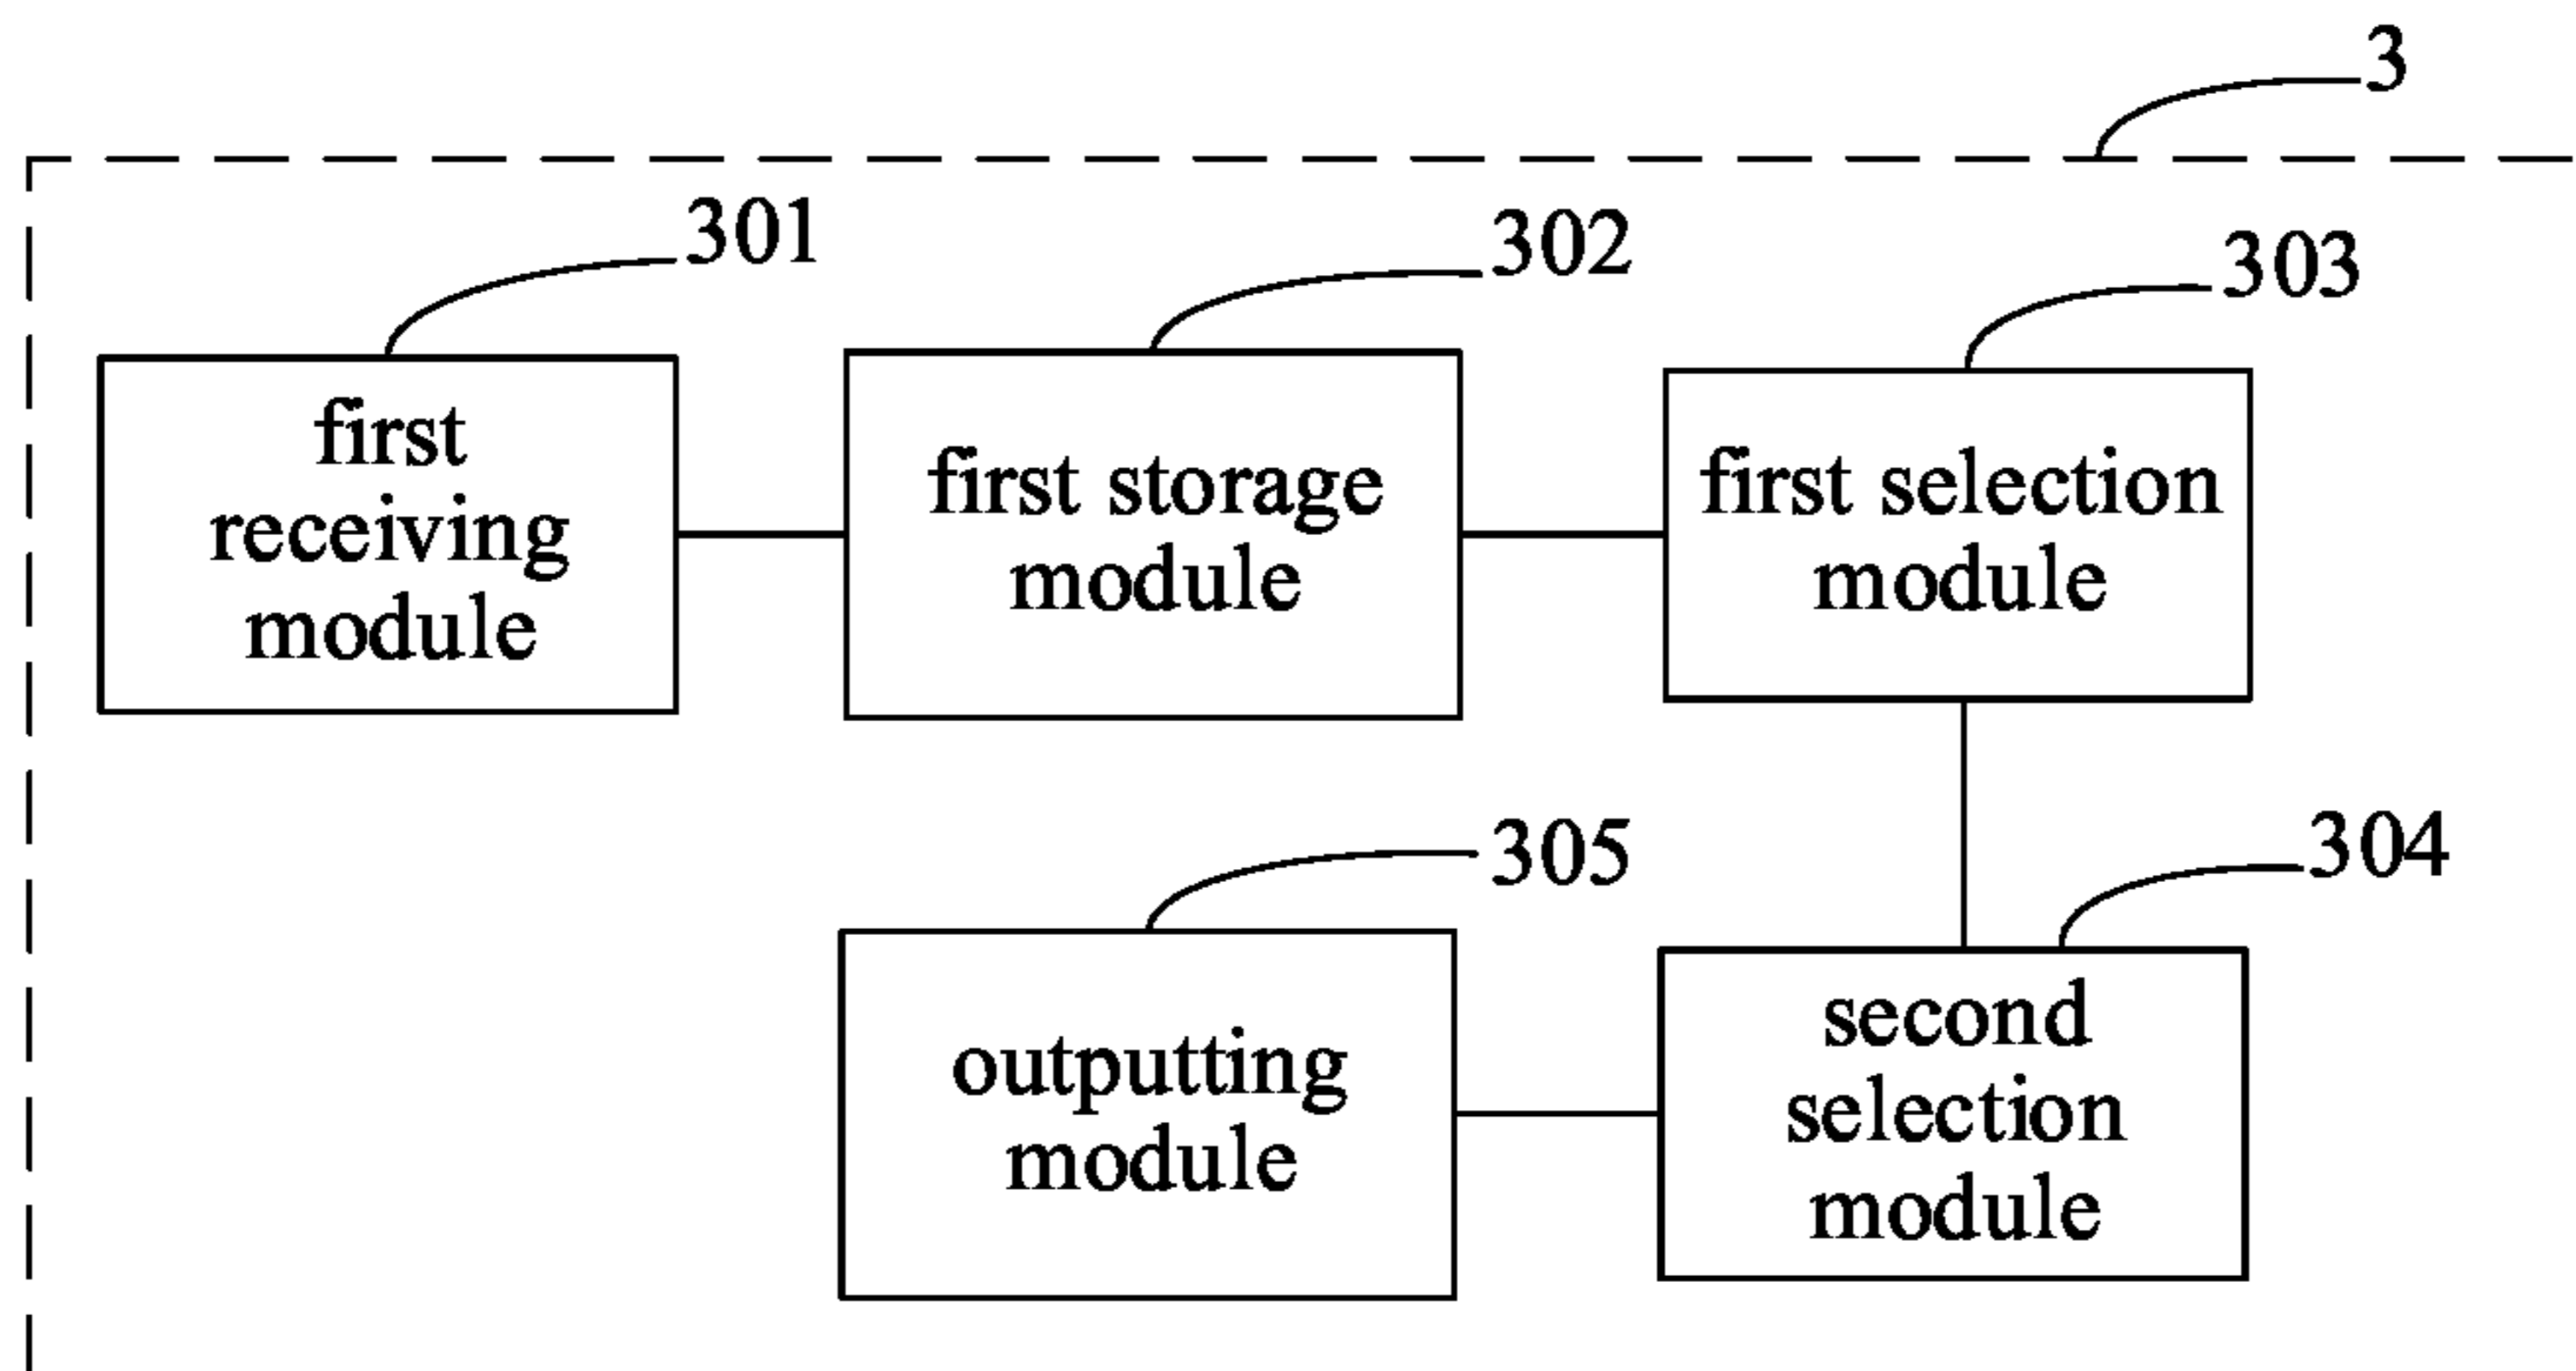 3
301
302
303
first
receiving
module
first storage
module
first selection
module
305
304
outputting
module
second
selection
module